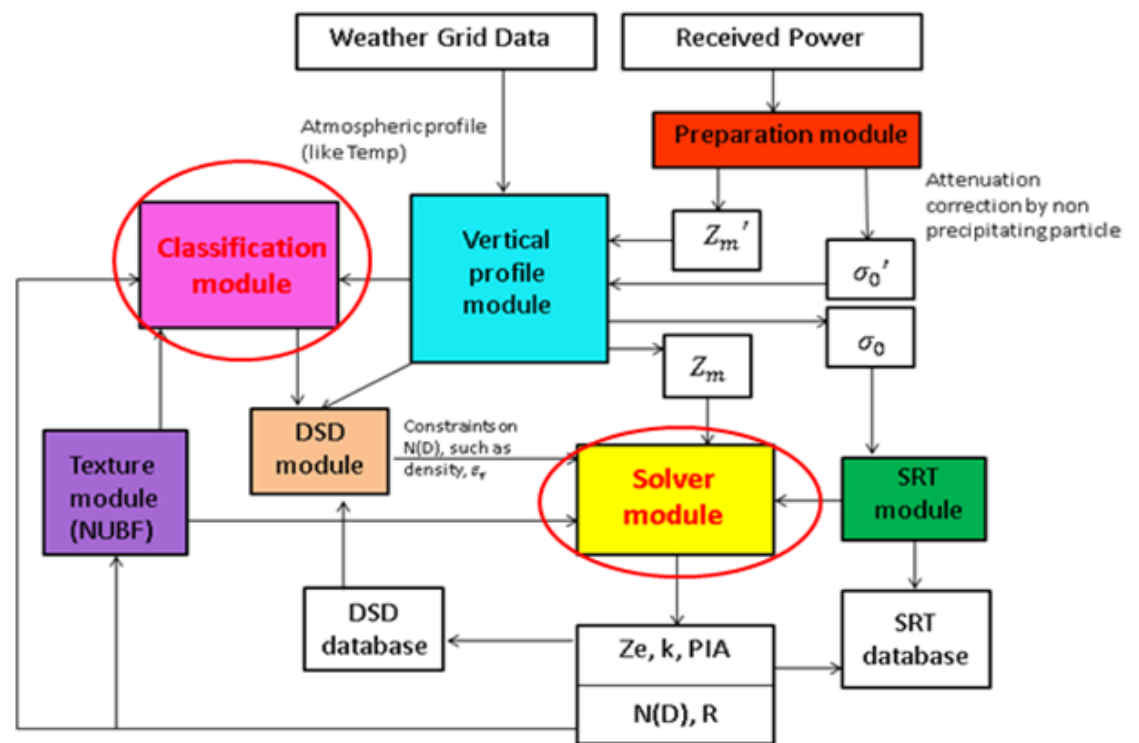 Weather Grid Data
Received Power
Atmospheric profile
(like Temp)
Preparation module
Attenuation
correction by non
precipitating particle
Classification
module
Vertical
profile
module
Zₘ′
σ₀′
σ₀
Zₘ
DSD
module
Constraints on
N(D), such as
density, εᵣ
Texture
module
(NUBF)
Solver
module
SRT
module
DSD
database
Ze, k, PIA
N(D), R
SRT
database